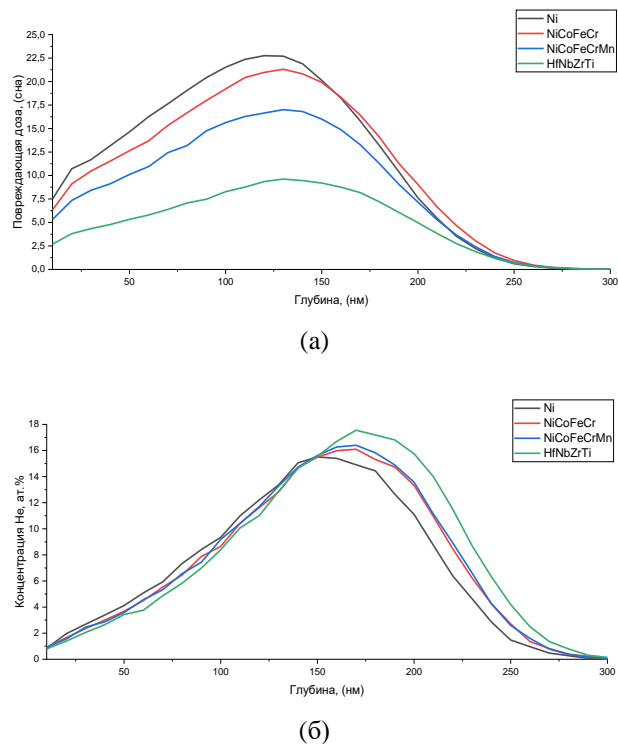 Ni
NiCoFeCr
NiCoFeCrMn
HfNbZrTi
25,0
22,5
20,0
17,5
15,0
12,5
10,0
7,5
5,0
2,5
0,0
Повреждающая доза, (сна)
50 100 150 200 250 300
Глубина, (нм)
(а)
Ni
NiCoFeCr
NiCoFeCrMn
HfNbZrTi
18
16
14
12
10
8
6
4
2
0
Концентрация He, ат.%
50 100 150 200 250 300
Глубина, (нм)
(б)